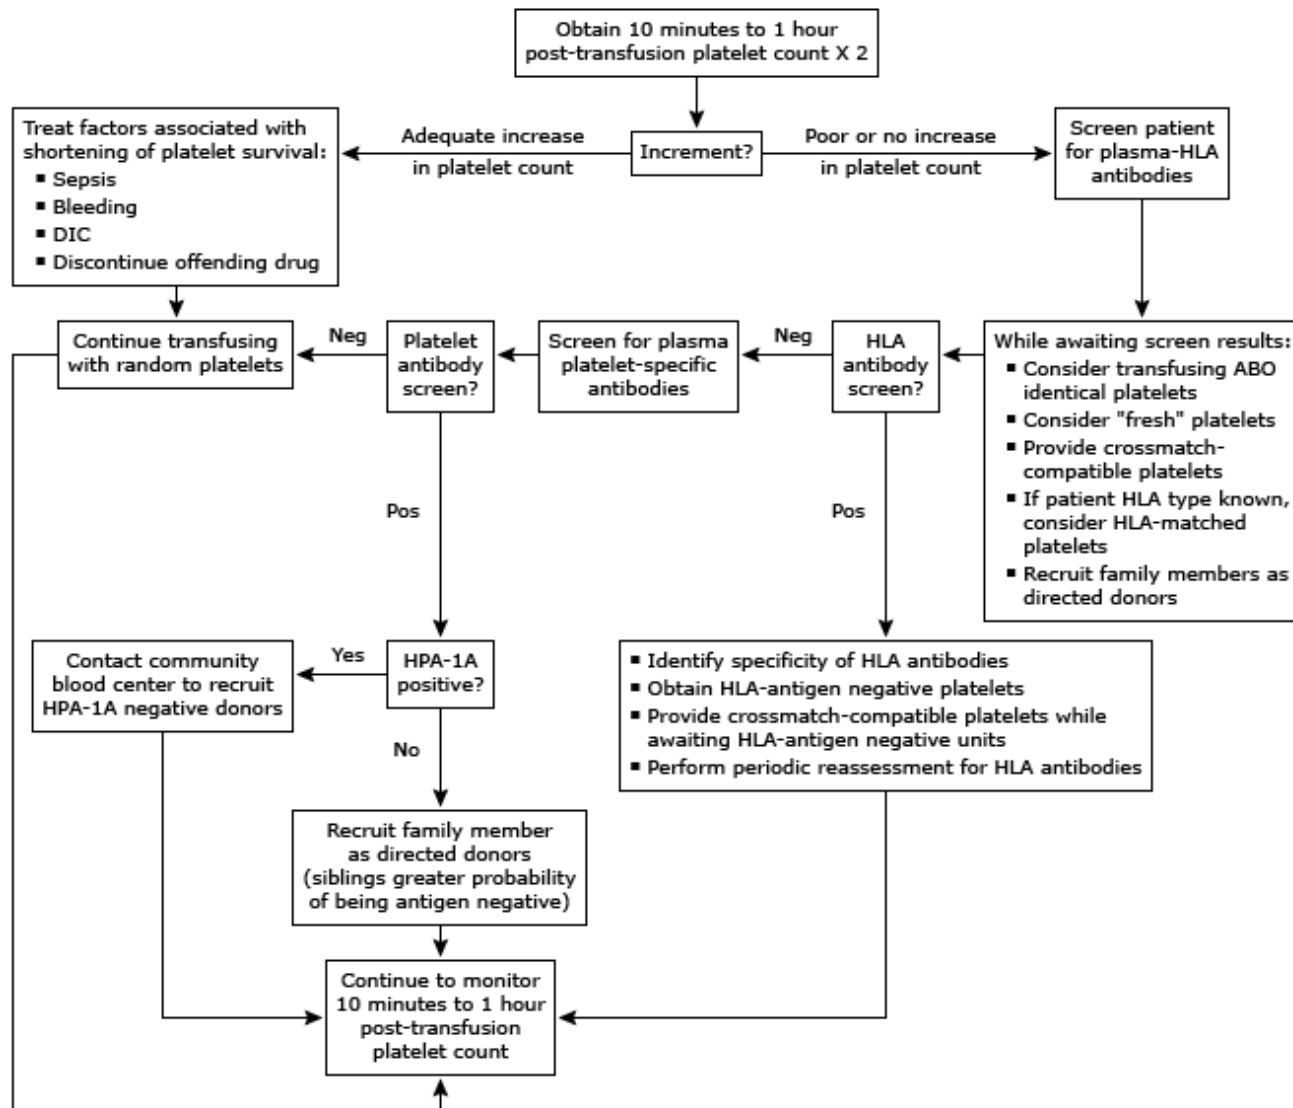 Obtain 10 minutes to 1 hour
post-transfusion platelet count X 2
Treat factors associated with
shortening of platelet survival:
▪ Sepsis
▪ Bleeding
▪ DIC
▪ Discontinue offending drug
Adequate increase
in platelet count
Increment?
Poor or no increase
in platelet count
Screen patient
for plasma-HLA
antibodies
Continue transfusing
with random platelets
Neg
Platelet
antibody
screen?
Screen for plasma
platelet-specific
antibodies
Neg
HLA
antibody
screen?
While awaiting screen results:
▪ Consider transfusing ABO
identical platelets
▪ Consider "fresh" platelets
▪ Provide crossmatch-
compatible platelets
▪ If patient HLA type known,
consider HLA-matched
platelets
▪ Recruit family members as
directed donors
Pos
Pos
Contact community
blood center to recruit
HPA-1A negative donors
Yes
HPA-1A
positive?
▪ Identify specificity of HLA antibodies
▪ Obtain HLA-antigen negative platelets
▪ Provide crossmatch-compatible platelets while
awaiting HLA-antigen negative units
▪ Perform periodic reassessment for HLA antibodies
No
Recruit family member
as directed donors
(siblings greater probability
of being antigen negative)
Continue to monitor
10 minutes to 1 hour
post-transfusion
platelet count